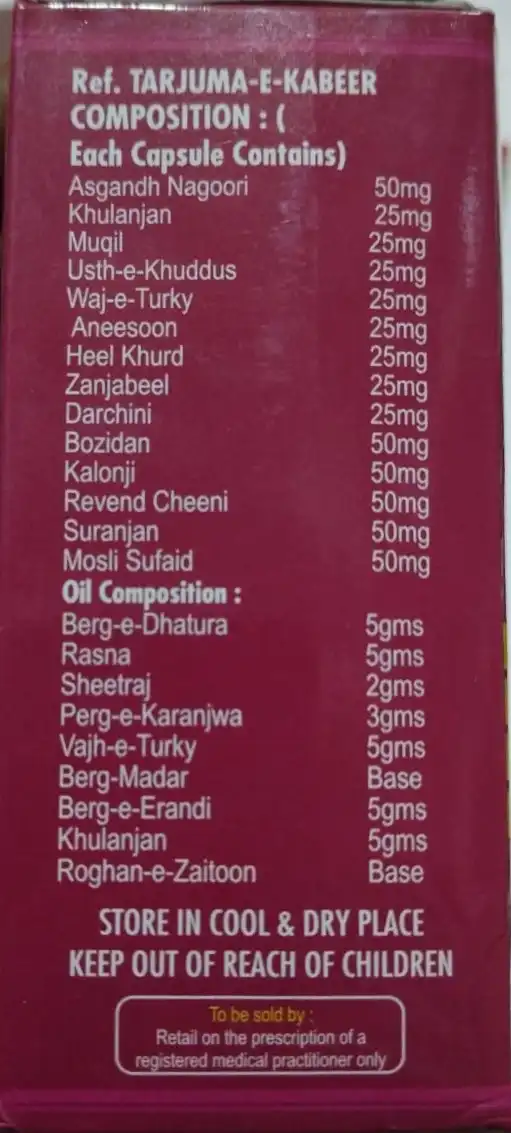 Ref. TARJUMA-E-KABEER
COMPOSITION : (
Each Capsule Contains)
Asgandh Nagoori 50mg
Khulanjan 25mg
Muqil 25mg
Usth-e-Khuddus 25mg
Waj-e-Turky 25mg
Aneesoon 25mg
Heel Khurd 25mg
Zanjabeel 25mg
Darchini 25mg
Bozidan 50mg
Kalonji 50mg
Revend Cheeni 50mg
Suranjan 50mg
Mosli Sufaid 50mg
Oil Composition :
Berg-e-Dhatura 5gms
Rasna 5gms
Sheetraj 2gms
Perg-e-Karanjwa 3gms
Vajh-e-Turky 5gms
Berg-Madar Base
Berg-e-Erandi 5gms
Khulanjan 5gms
Roghan-e-Zaitoon Base
STORE IN COOL & DRY PLACE
KEEP OUT OF REACH OF CHILDREN
To be sold by :
Retail on the prescription of a
registered medical practitioner only